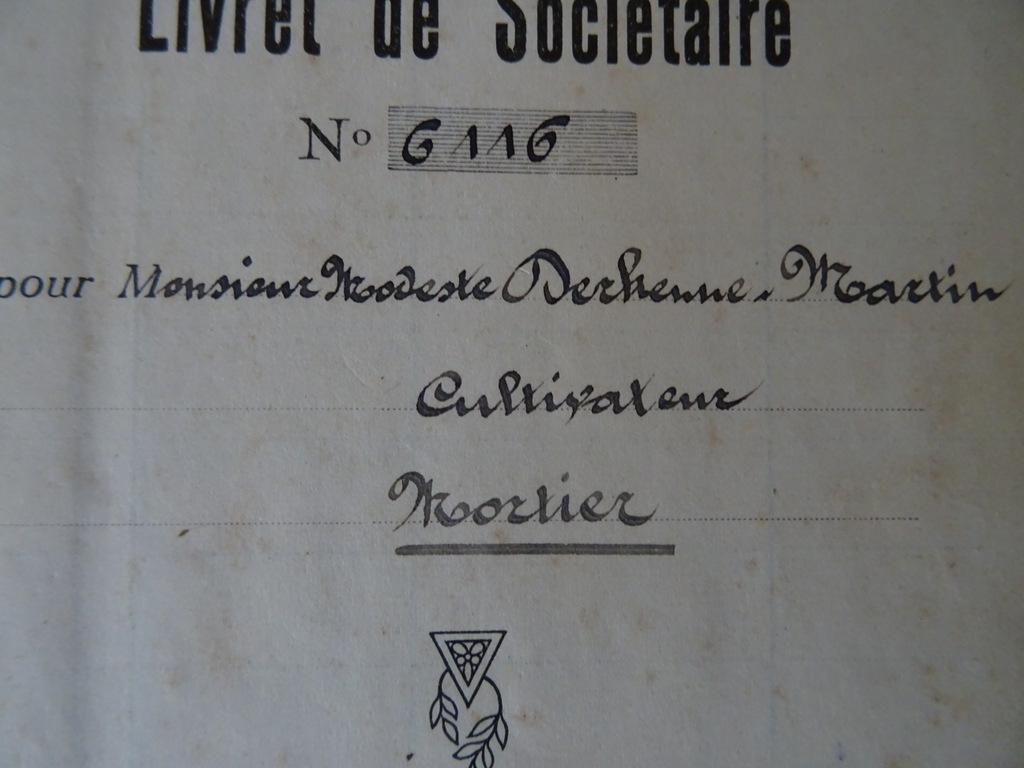 Livret de Sociétaire
Nº 6116
pour Monsieur Modeste Derkenne-Martin
Cultivateur
Mortier